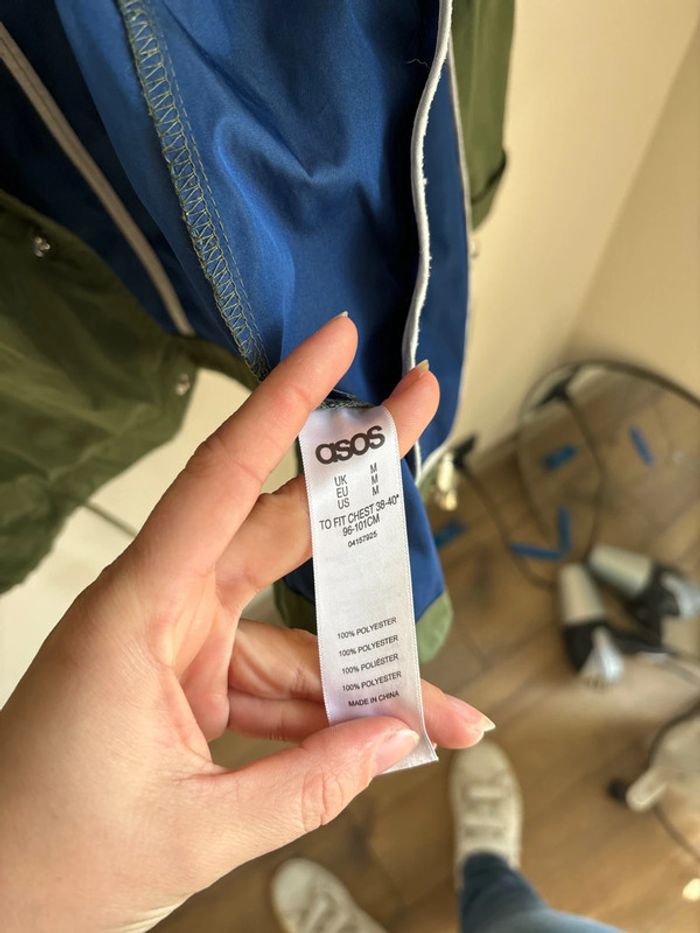 asos
UK M
EU M
US M
TO FIT CHEST 38-40"
96-101CM
04157925
100% POLYESTER
100% POLYESTER
100% POLIÉSTER
100% POLYESTER
MADE IN CHINA